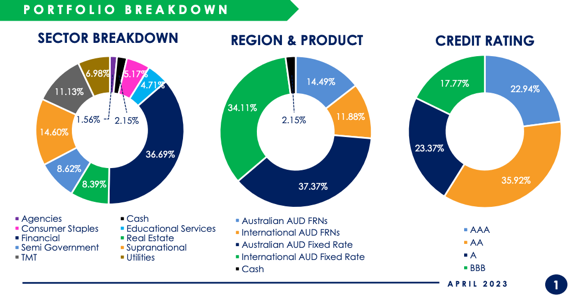 PORTFOLIO BREAKDOWN
SECTOR BREAKDOWN
1.56%
2.15%
5.17%
4.71%
36.69%
8.39%
8.62%
14.60%
11.13%
6.98%
Agencies
Cash
Consumer Staples
Educational Services
Financial
Real Estate
Semi Government
Supranational
TMT
Utilities
REGION & PRODUCT
14.49%
11.88%
37.37%
34.11%
2.15%
Australian AUD FRNs
International AUD FRNs
Australian AUD Fixed Rate
International AUD Fixed Rate
Cash
CREDIT RATING
22.94%
35.92%
23.37%
17.77%
AAA
AA
A
BBB
APRIL 2023
1